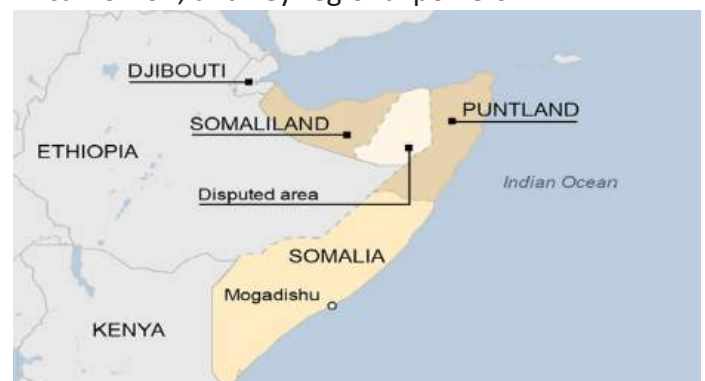 DJIBOUTI
SOMALILAND
PUNTLAND
ETHIOPIA
Disputed area
Indian Ocean
SOMALIA
Mogadishu
KENYA